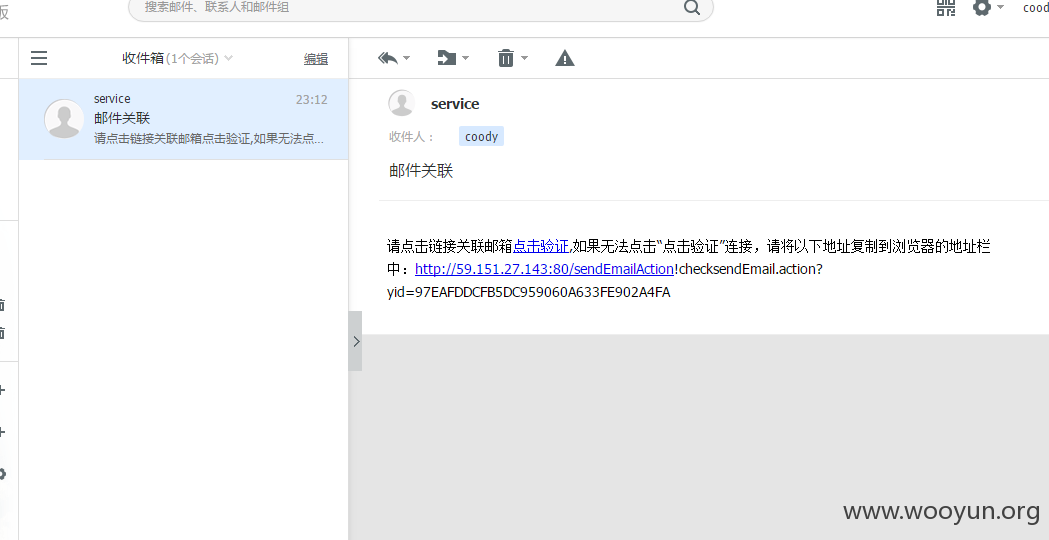 板
搜索邮件、联系人和邮件组
coody
收件箱(1个会话)
编辑
service
23:12
邮件关联
请点击链接关联邮箱点击验证,如果无法点...
service
收件人：
coody
邮件关联
请点击链接关联邮箱点击验证,如果无法点击“点击验证”连接，请将以下地址复制到浏览器的地址栏
中：http://59.151.27.143:80/sendEmailAction!checksendEmail.action?
yid=97EAFDDCFB5DC959060A633FE902A4FA
www.wooyun.org